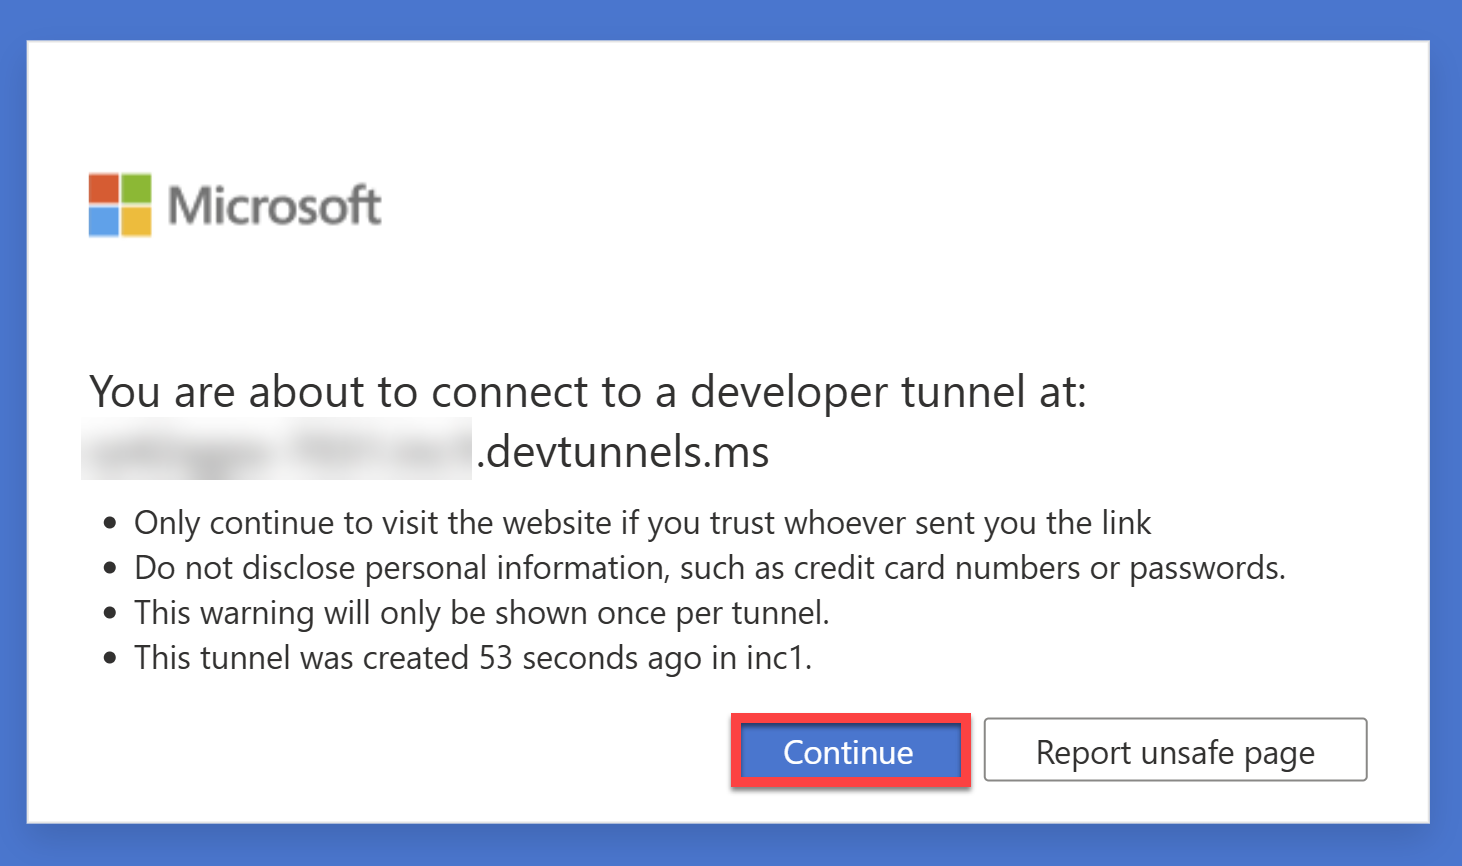 Microsoft
You are about to connect to a developer tunnel at:
.devtunnels.ms
• Only continue to visit the website if you trust whoever sent you the link
• Do not disclose personal information, such as credit card numbers or passwords.
• This warning will only be shown once per tunnel.
• This tunnel was created 53 seconds ago in inc1.
Continue
Report unsafe page